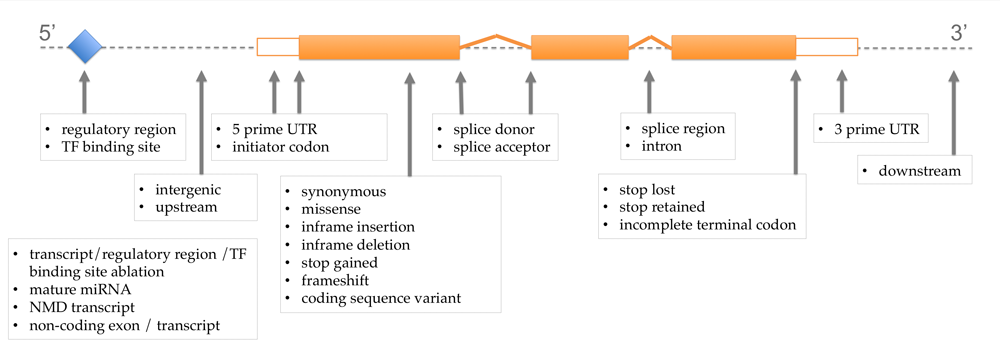 5’
3’
• regulatory region
• TF binding site
• 5 prime UTR
• initiator codon
• splice donor
• splice acceptor
• splice region
• intron
• 3 prime UTR
• downstream
• intergenic
• upstream
• synonymous
• missense
• inframe insertion
• inframe deletion
• stop gained
• frameshift
• coding sequence variant
• stop lost
• stop retained
• incomplete terminal codon
• transcript/regulatory region /TF
binding site ablation
• mature miRNA
• NMD transcript
• non-coding exon / transcript